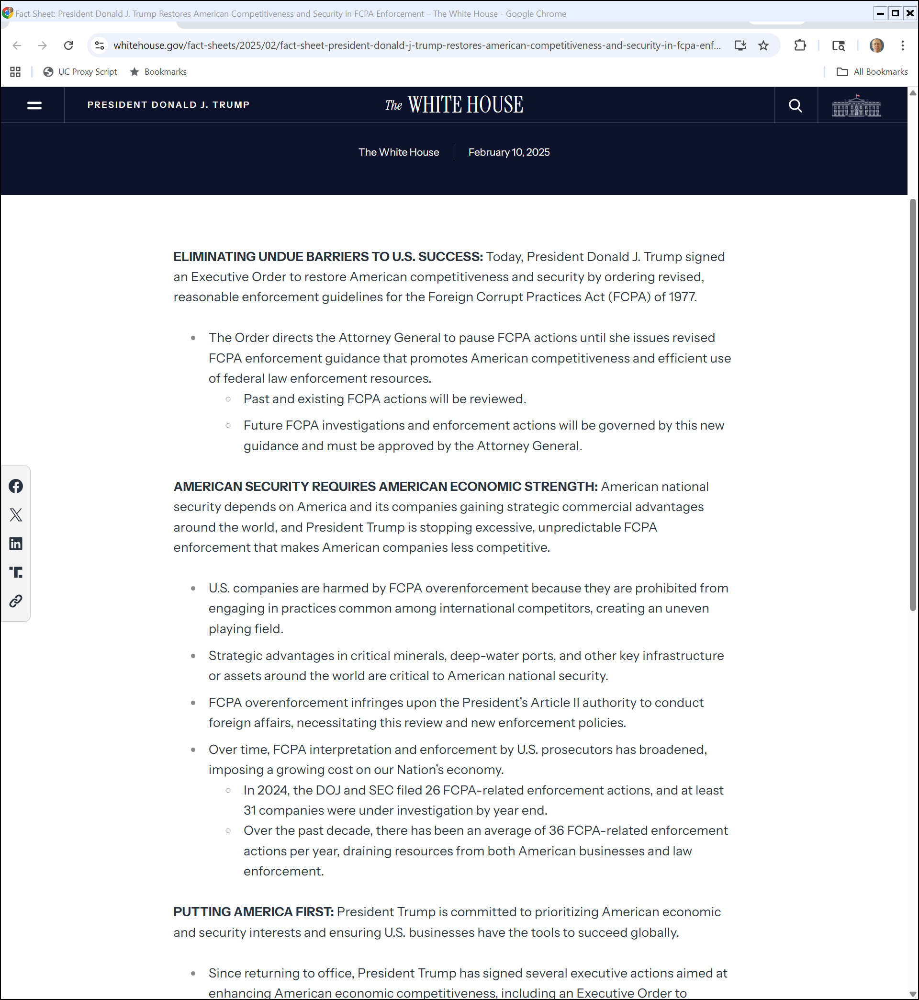 Fact Sheet: President Donald J. Trump Restores American Competitiveness and Security in FCPA Enforcement – The White House - Google Chrome
whitehouse.gov/fact-sheets/2025/02/fact-sheet-president-donald-j-trump-restores-american-competitiveness-and-security-in-fcpa-enf...
UC Proxy Script
Bookmarks
All Bookmarks
PRESIDENT DONALD J. TRUMP
The WHITE HOUSE
The White House
February 10, 2025
ELIMINATING UNDUE BARRIERS TO U.S. SUCCESS: Today, President Donald J. Trump signed
an Executive Order to restore American competitiveness and security by ordering revised,
reasonable enforcement guidelines for the Foreign Corrupt Practices Act (FCPA) of 1977.
The Order directs the Attorney General to pause FCPA actions until she issues revised
FCPA enforcement guidance that promotes American competitiveness and efficient use
of federal law enforcement resources.
Past and existing FCPA actions will be reviewed.
Future FCPA investigations and enforcement actions will be governed by this new
guidance and must be approved by the Attorney General.
AMERICAN SECURITY REQUIRES AMERICAN ECONOMIC STRENGTH: American national
security depends on America and its companies gaining strategic commercial advantages
around the world, and President Trump is stopping excessive, unpredictable FCPA
enforcement that makes American companies less competitive.
U.S. companies are harmed by FCPA overenforcement because they are prohibited from
engaging in practices common among international competitors, creating an uneven
playing field.
Strategic advantages in critical minerals, deep-water ports, and other key infrastructure
or assets around the world are critical to American national security.
FCPA overenforcement infringes upon the President’s Article II authority to conduct
foreign affairs, necessitating this review and new enforcement policies.
Over time, FCPA interpretation and enforcement by U.S. prosecutors has broadened,
imposing a growing cost on our Nation’s economy.
In 2024, the DOJ and SEC filed 26 FCPA-related enforcement actions, and at least
31 companies were under investigation by year end.
Over the past decade, there has been an average of 36 FCPA-related enforcement
actions per year, draining resources from both American businesses and law
enforcement.
PUTTING AMERICA FIRST: President Trump is committed to prioritizing American economic
and security interests and ensuring U.S. businesses have the tools to succeed globally.
Since returning to office, President Trump has signed several executive actions aimed at
enhancing American economic competitiveness, including an Executive Order to